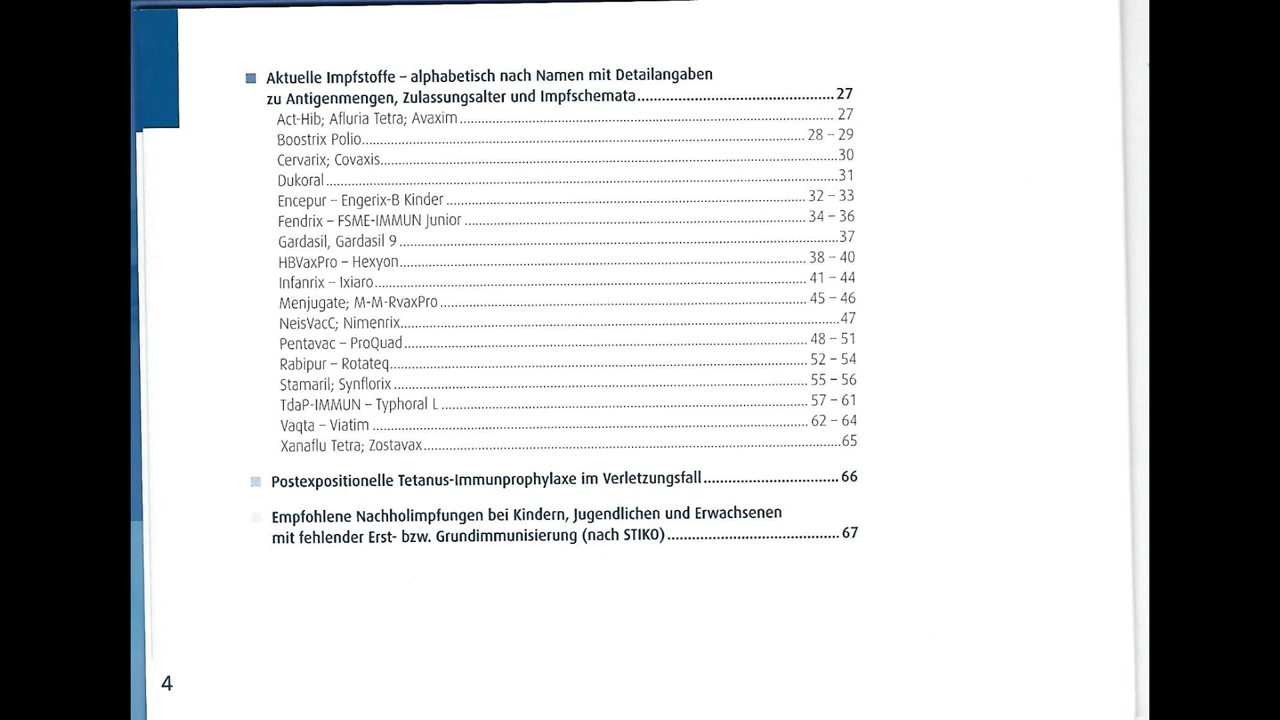 Aktuelle Impfstoffe – alphabetisch nach Namen mit Detailangaben
zu Antigenmengen, Zulassungsalter und Impfschemata........................................27
Act-Hib; Afluria Tetra; Avaxim........................................27
Boostrix Polio........................................28 – 29
Cervarix; Covaxis........................................30
Dukoral........................................31
Encepur – Engerix-B Kinder........................................32 – 33
Fendrix – FSME-IMMUN Junior........................................34 – 36
Gardasil, Gardasil 9........................................37
HBVaxPro – Hexyon........................................38 – 40
Infanrix – Ixiaro........................................41 – 44
Menjugate; M-M-RvaxPro........................................45 – 46
NeisVacC; Nimenrix........................................47
Pentavac – ProQuad........................................48 – 51
Rabipur – Rotateq........................................52 – 54
Stamaril; Synflorix........................................55 – 56
TdaP-IMMUN – Typhoral L........................................57 – 61
Vaqta – Viatim........................................62 – 64
Xanaflu Tetra; Zostavax........................................65
Postexpositionelle Tetanus-Immunprophylaxe im Verletzungsfall........................................66
Empfohlene Nachholimpfungen bei Kindern, Jugendlichen und Erwachsenen
mit fehlender Erst- bzw. Grundimmunisierung (nach STIKO)........................................67
4